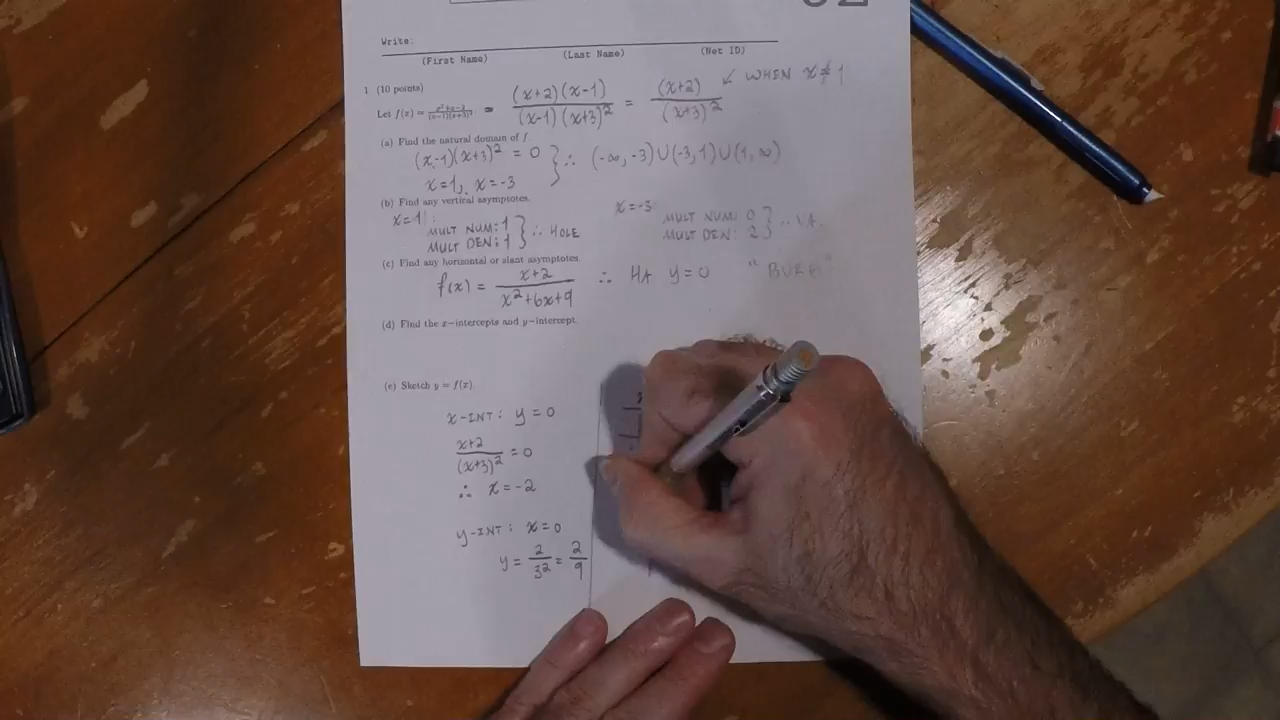 Write:
(First Name) (Last Name) (Net ID)
1 (10 points)
Let f(x) = = (x+2)(x-1) / (x-1)(x+3)² = (x+2) / (x+3)² ↙ WHEN x≠1
(a) Find the natural domain of f.
(x-1)(x+3)² = 0 } ∴ (-∞,-3)∪(-3,1)∪(1,∞)
x=1, x=-3
(b) Find any vertical asymptotes.
x=1: MULT NUM: 1 } ∴ HOLE
MULT DEN: 1
x=-3 MULT NUM: 0 } ∴ V.A.
MULT DEN: 2
(c) Find any horizontal or slant asymptotes.
f(x) = x+2 / x²+6x+9 ∴ HA y=0
(d) Find the x-intercepts and y-intercept.
(e) Sketch y = f(x).
x-INT: y=0
x+2 / (x+3)² = 0
∴ x=-2
y-INT: x=0
y = 2 / 3² = 2 / 9